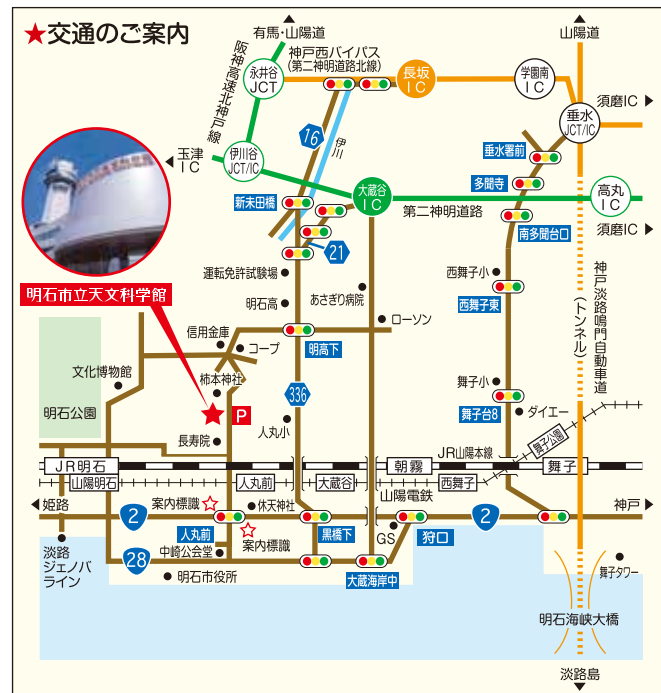 ★交通のご案内
有馬・山陽道
山陽道
神戸西バイパス
(第二神明道路北線)
阪神高速北神戸線
永井谷
JCT
長坂
IC
学園南
IC
須磨IC
垂水
JCT/IC
16
伊川
玉津
IC
伊川谷
JCT/IC
大蔵谷
IC
垂水署前
多聞寺
高丸
IC
新未田橋
第二神明道路
南多聞台口
須磨IC
21
運転免許試験場
明石高
あさぎり病院
西舞子小
西舞子東
神戸淡路鳴門自動車道
(トンネル)
明石市立天文科学館
ローソン
信用金庫
コープ
明高下
文化博物館
柿本神社
336
舞子小
明石公園
P
人丸小
舞子台8
ダイエー
長寿院
JR山陽本線
舞子公園
JR明石
朝霧
舞子
山陽明石
人丸前
大蔵谷
西舞子
山陽電鉄
姫路
案内標識
休天神社
2
2
神戸
人丸前
案内標識
黒橋下
GS
狩口
淡路
ジェノバ
ライン
28
中崎公会堂
明石市役所
大蔵海岸中
舞子タワー
明石海峡大橋
淡路島